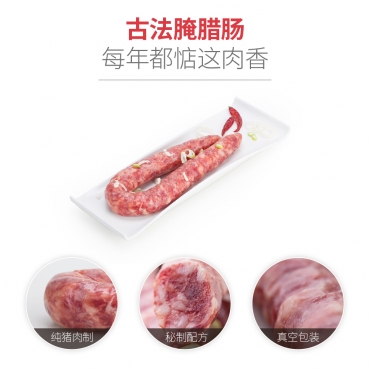 古法腌腊肠
每年都惦这肉香
纯猪肉制
秘制配方
真空包装